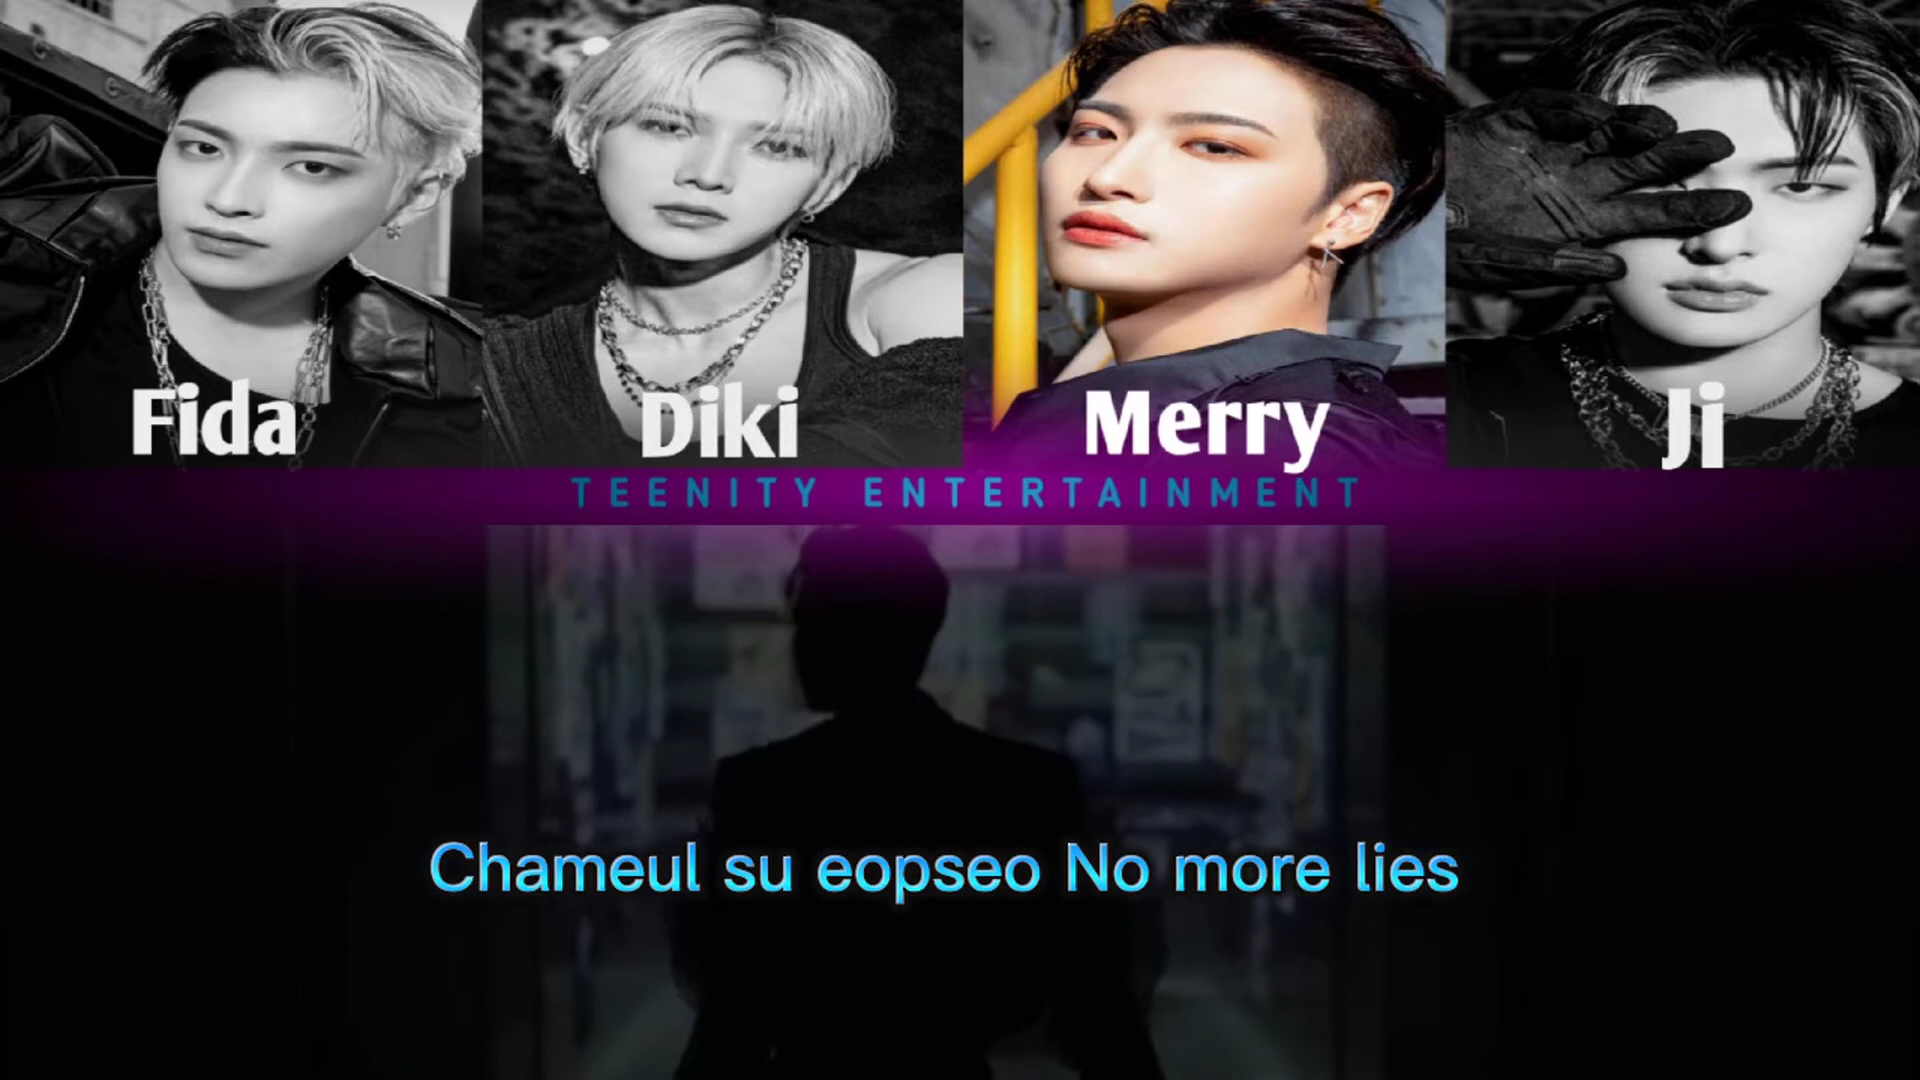 Fida
Diki
Merry
Ji
TEENITY ENTERTAINMENT
Chameul su eopseo No more lies